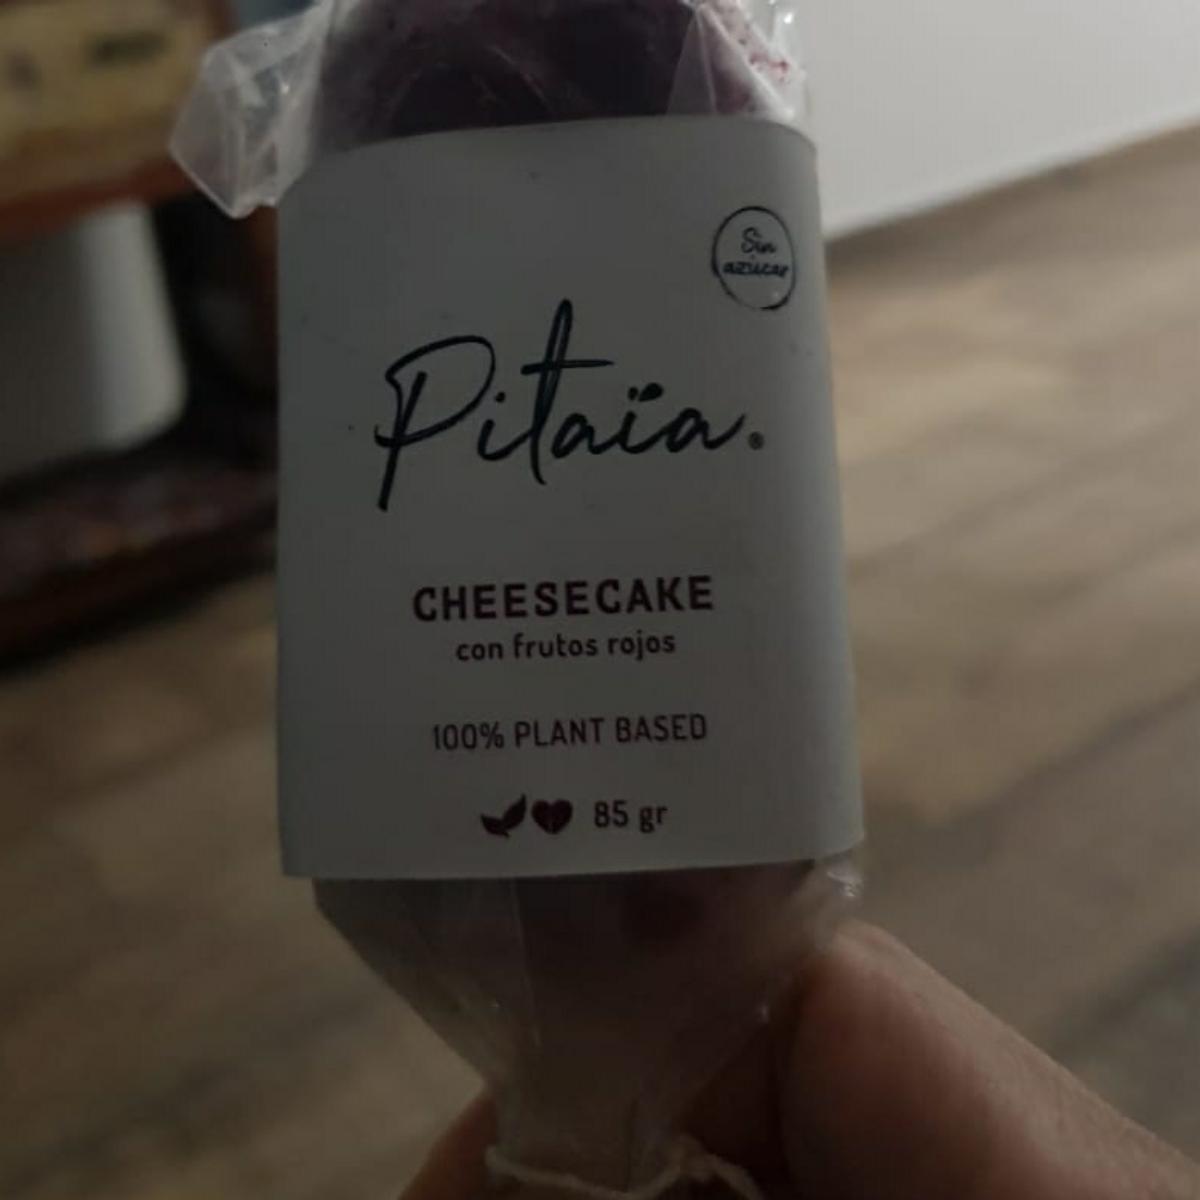 Sin
azúcar
Pitaïa®
CHEESECAKE
con frutos rojos
100% PLANT BASED
85 gr